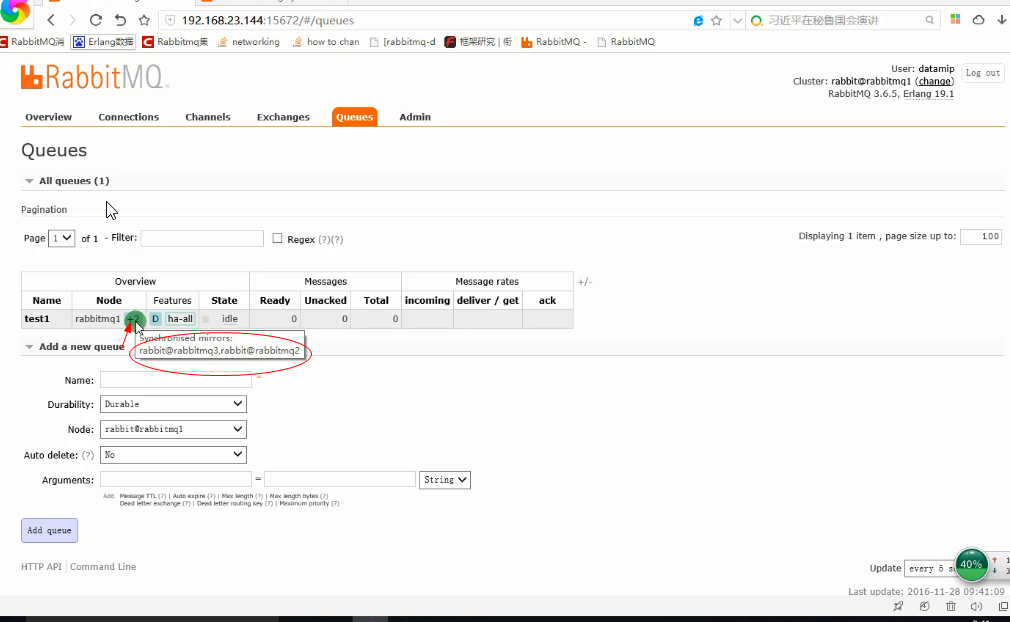 192.168.23.144:15672/#/queues
习近平在秘鲁国会演讲
RabbitMQ消 Erlang数据 Rabbitmq集 networking how to chan [rabbitmq-d 框架研究 | 衔 RabbitMQ - RabbitMQ
RabbitMQ
User: datamip
Cluster: rabbit@rabbitmq1 (change)
RabbitMQ 3.6.5, Erlang 19.1
Log out
Overview Connections Channels Exchanges Queues Admin
Queues
All queues (1)
Pagination
Page 1 of 1 - Filter: Regex (?)(?)
Displaying 1 item , page size up to: 100
Overview Messages Message rates +/-
Name Node Features State Ready Unacked Total incoming deliver / get ack
test1 rabbitmq1 +2 D ha-all idle 0 0 0
Synchronised mirrors:
rabbit@rabbitmq3,rabbit@rabbitmq2
Add a new queue
Name: *
Durability: Durable
Node: rabbit@rabbitmq1
Auto delete: (?) No
Arguments: = String
Add Message TTL (?) | Auto expire (?) | Max length (?) | Max length bytes (?)
Dead letter exchange (?) | Dead letter routing key (?) | Maximum priority (?)
Add queue
HTTP API Command Line
Update every 5 s
40%
Last update: 2016-11-28 09:41:09